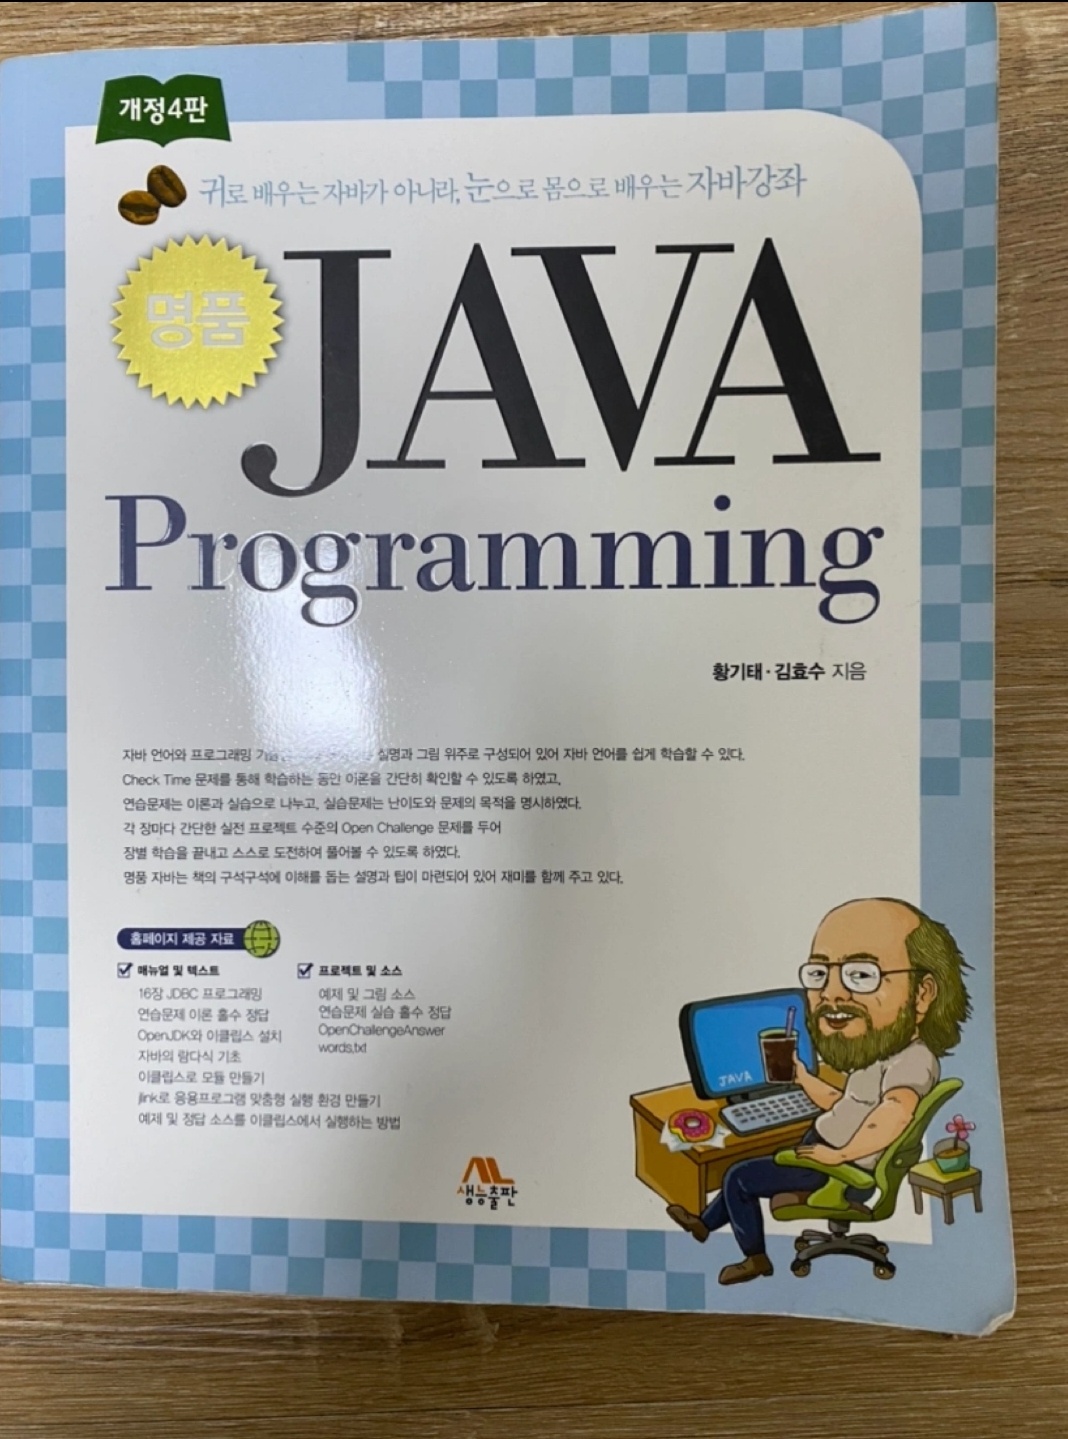 개정4판
귀로 배우는 자바가 아니라, 눈으로 몸으로 배우는 자바강좌
명품
JAVA
Programming
황기태·김효수 지음
자바 언어와 프로그래밍 설명과 그림 위주로 구성되어 있어 자바 언어를 쉽게 학습할 수 있다.
Check Time 문제를 통해 학습하는 동안 이론을 간단히 확인할 수 있도록 하였고,
연습문제는 이론과 실습으로 나누고, 실습문제는 난이도와 문제의 목적을 명시하였다.
각 장마다 간단한 실전 프로젝트 수준의 Open Challenge 문제를 두어
장별 학습을 끝내고 스스로 도전하여 풀어볼 수 있도록 하였다.
명품 자바는 책의 구석구석에 이해를 돕는 설명과 팁이 마련되어 있어 재미를 함께 주고 있다.
홈페이지 제공 자료
매뉴얼 및 텍스트
16장 JDBC 프로그래밍
연습문제 이론 홀수 정답
OpenJDK와 이클립스 설치
자바의 람다식 기초
이클립스로 모듈 만들기
jlink로 응용프로그램 맞춤형 실행 환경 만들기
예제 및 정답 소스를 이클립스에서 실행하는 방법
프로젝트 및 소스
예제 및 그림 소스
연습문제 실습 홀수 정답
OpenChallengeAnswer
words.txt
JAVA
생능출판